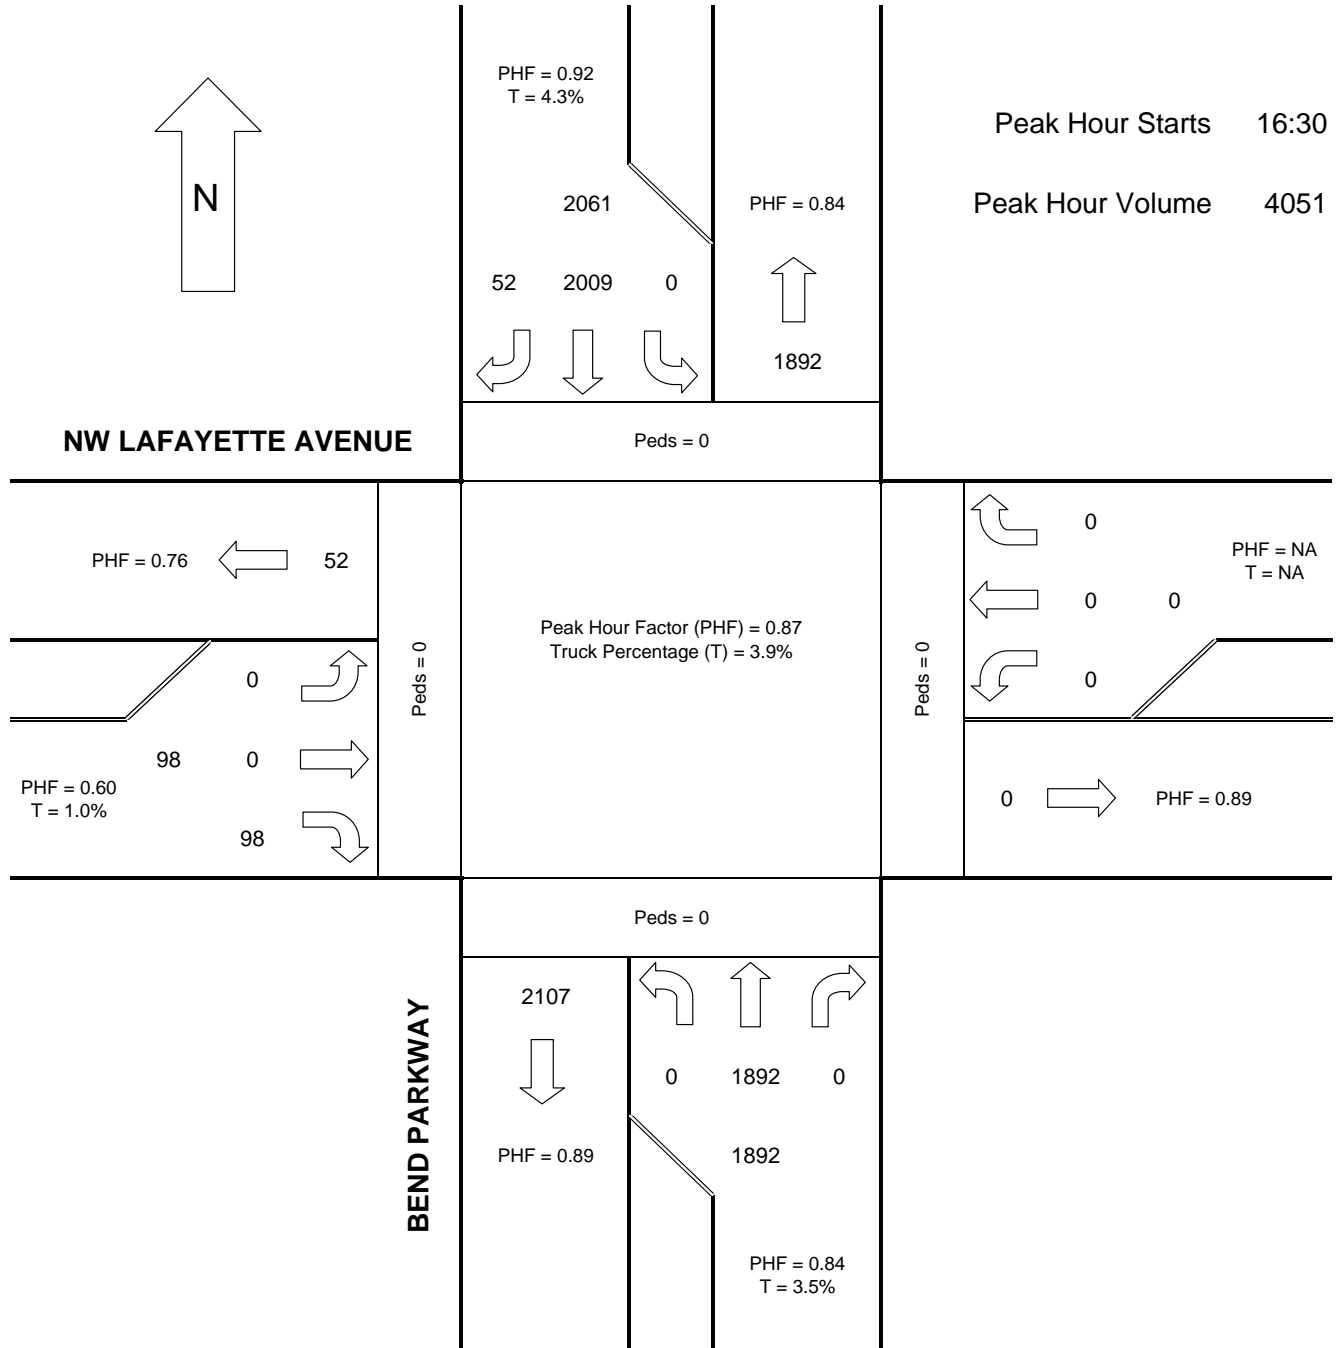 PHF = 0.92
T = 4.3%
Peak Hour Starts 16:30
N
2061
PHF = 0.84
Peak Hour Volume 4051
52 2009 0
1892
NW LAFAYETTE AVENUE
Peds = 0
0
PHF = NA
T = NA
PHF = 0.76
52
0 0
Peak Hour Factor (PHF) = 0.87
Truck Percentage (T) = 3.9%
Peds = 0
Peds = 0
0
0
98 0
PHF = 0.60
T = 1.0%
98
0
PHF = 0.89
Peds = 0
2107
BEND PARKWAY
0 1892 0
PHF = 0.89
1892
PHF = 0.84
T = 3.5%